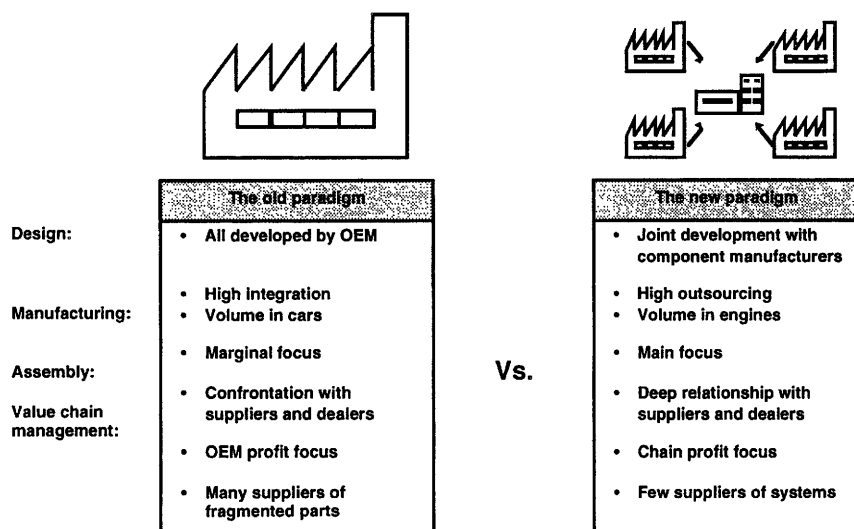 The old paradigm
The new paradigm
Design:
• All developed by OEM
• Joint development with
component manufacturers
Manufacturing:
• High integration
• Volume in cars
• High outsourcing
• Volume in engines
Assembly:
• Marginal focus
Vs.
• Main focus
Value chain
management:
• Confrontation with
suppliers and dealers
• Deep relationship with
suppliers and dealers
• OEM profit focus
• Chain profit focus
• Many suppliers of
fragmented parts
• Few suppliers of systems